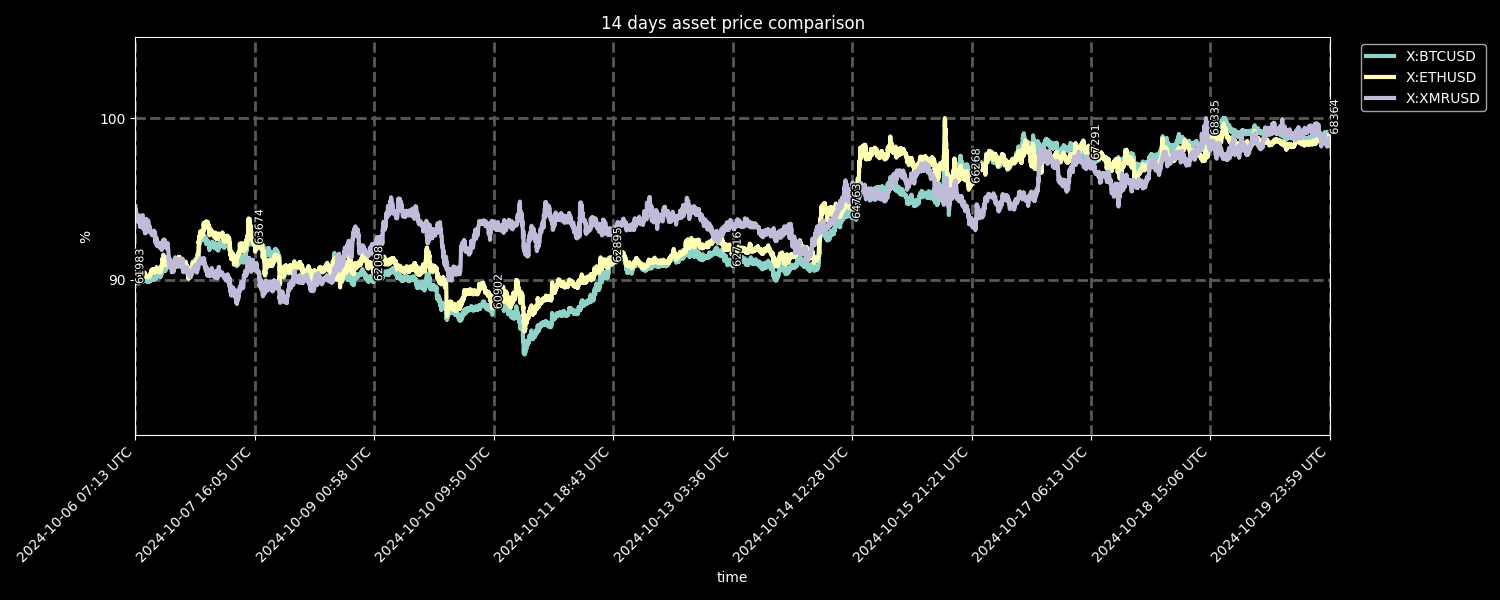 14 days asset price comparison
X:BTCUSD
X:ETHUSD
X:XMRUSD
100
90
%
61983
63674
62098
60902
62895
62716
64763
66268
67291
68335
68364
2024-10-06 07:13 UTC
2024-10-07 16:05 UTC
2024-10-09 00:58 UTC
2024-10-10 09:50 UTC
2024-10-11 18:43 UTC
2024-10-13 03:36 UTC
2024-10-14 12:28 UTC
2024-10-15 21:21 UTC
2024-10-17 06:13 UTC
2024-10-18 15:06 UTC
2024-10-19 23:59 UTC
time